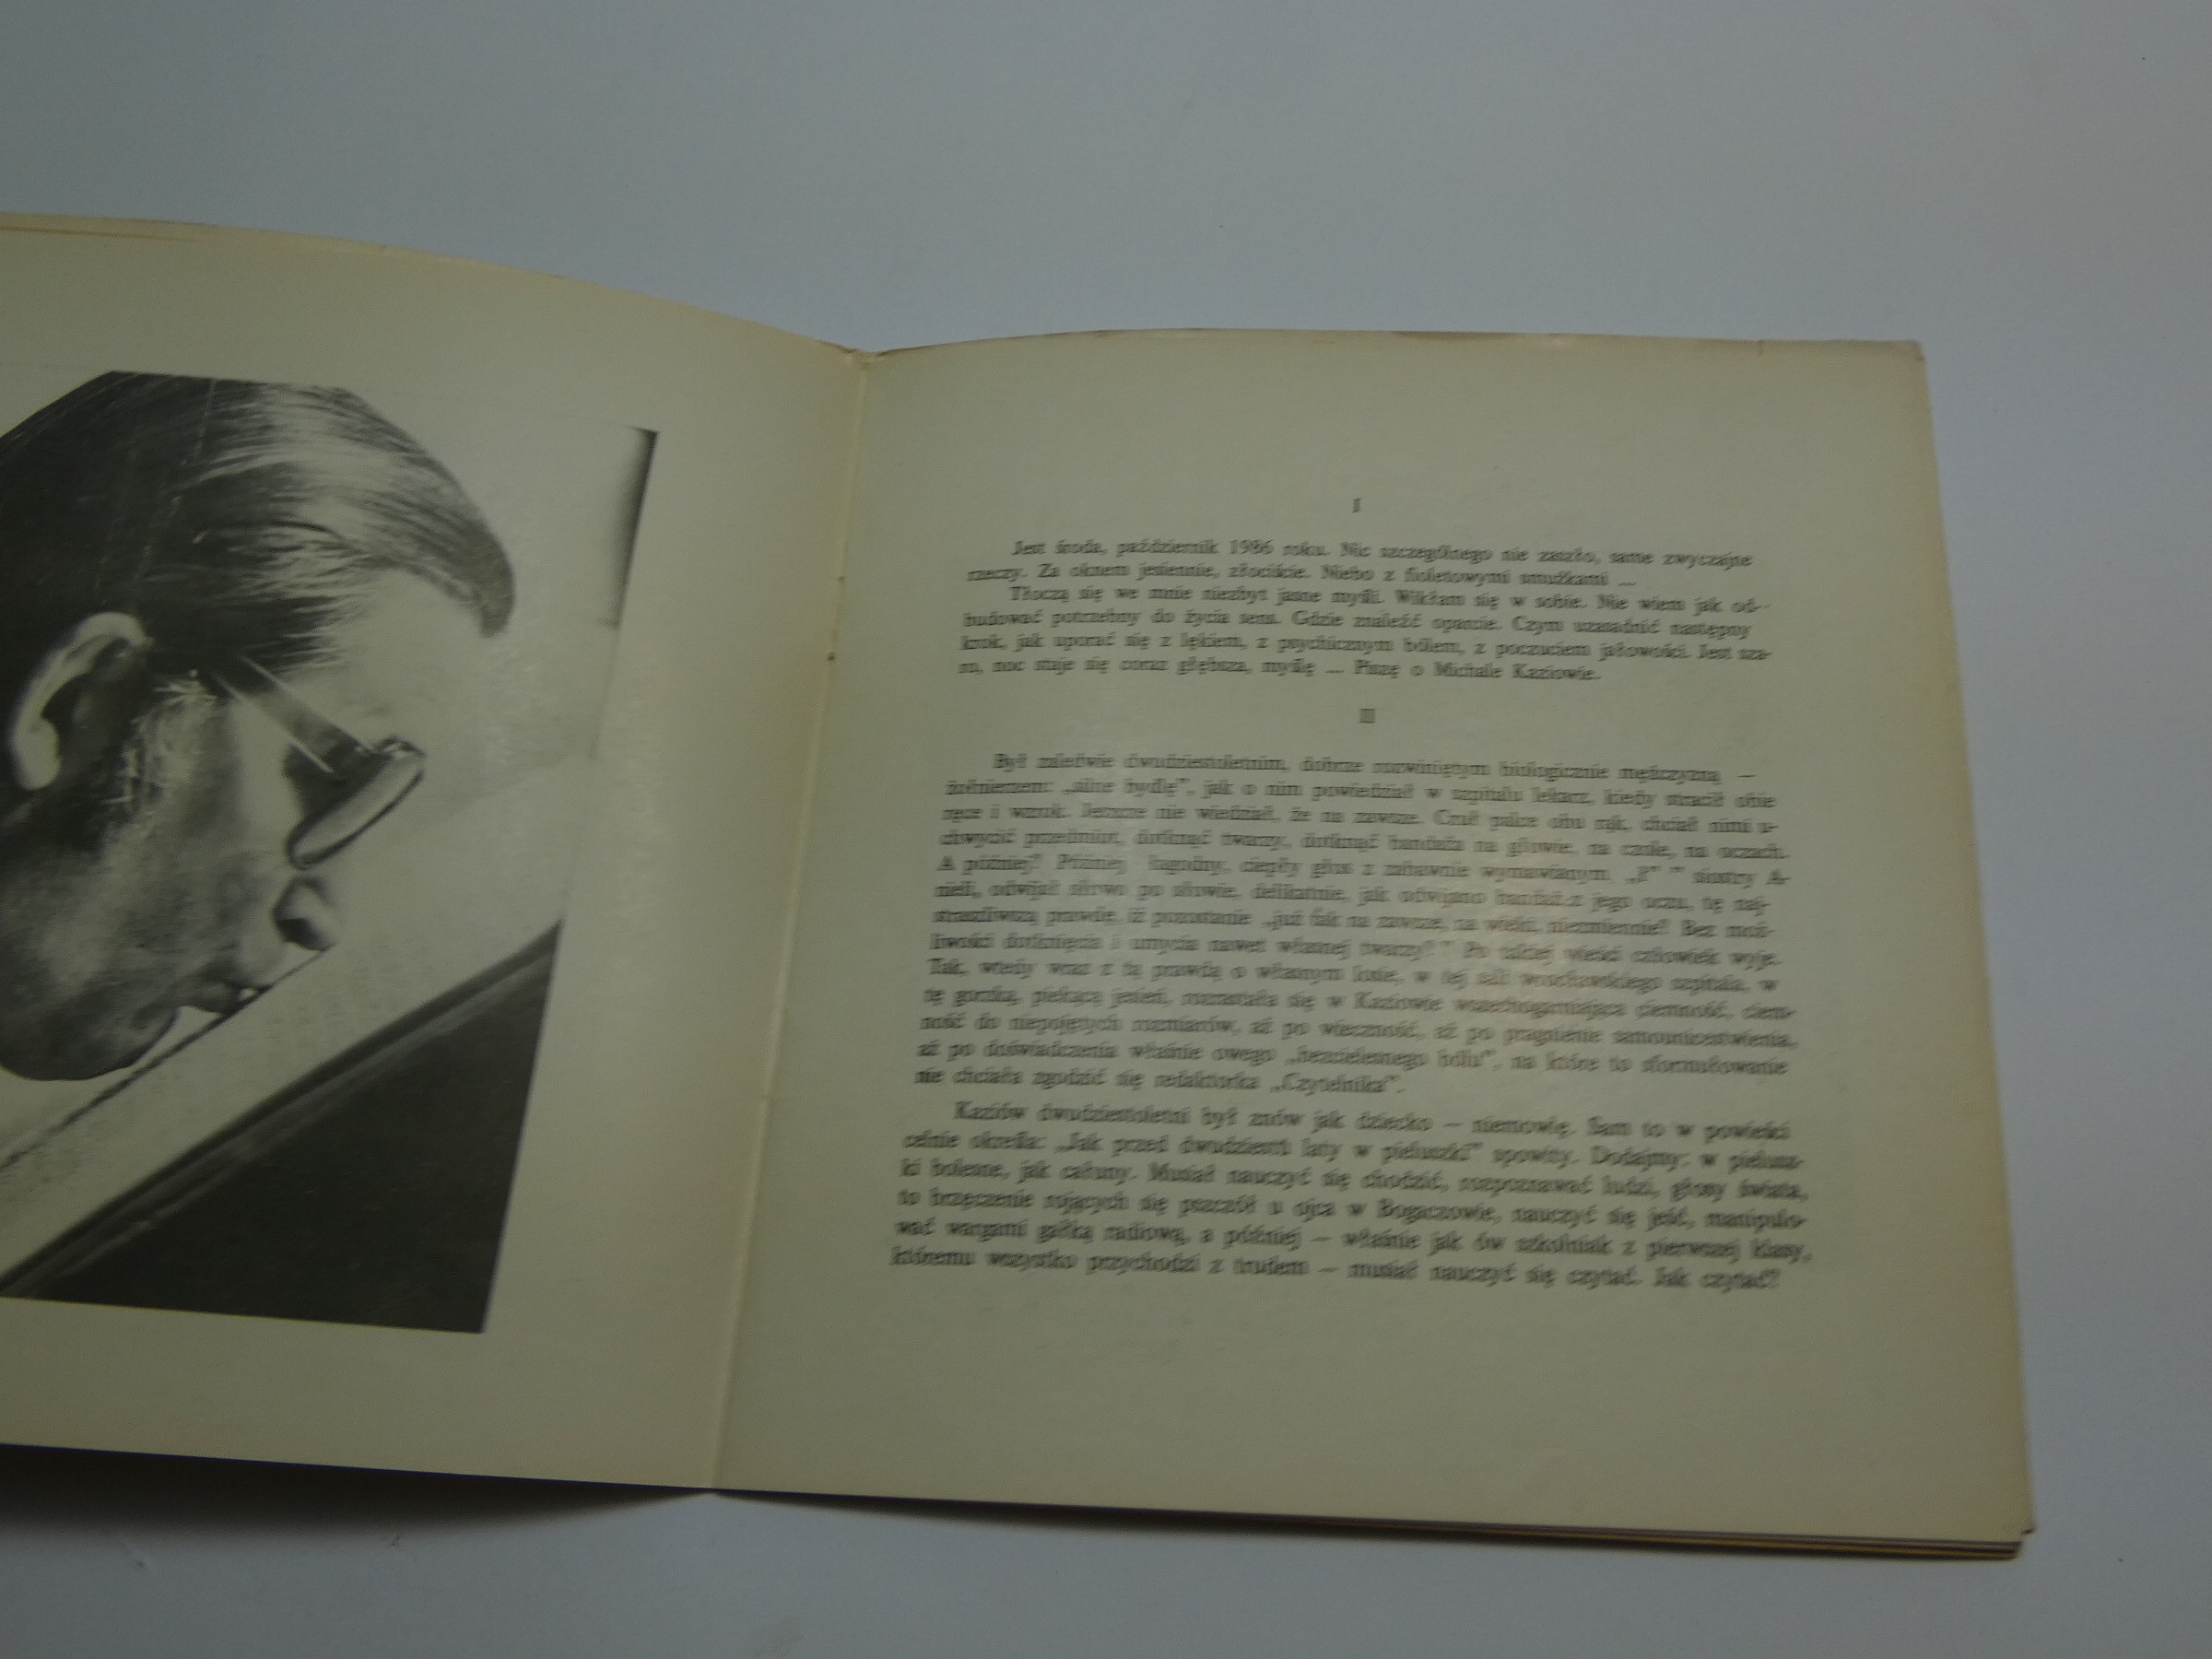 I
Jest środa, październik 1986 roku. Nic szczególnego nie zaszło, same zwyczajne
rzeczy. Za oknem jesiennie, złociście. Niebo z fioletowymi smużkami ...
Tłoczą się we mnie niezbyt jasne myśli. Wikłam się w sobie. Nie wiem jak od-
budować potrzebny do życia sens. Gdzie znaleźć oparcie. Czym uzasadnić następny
krok, jak uporać się z lękiem, z psychicznym bólem, z poczuciem jałowości. Jest sza-
ro, noc staje się coraz głębsza, myślę ... Piszę o Michale Kaziowie.
II
Był zaledwie dwudziestoletnim, dobrze rozwiniętym biologicznie mężczyzną —
żołnierzem: „silne bydlę”, jak o nim powiedział w szpitalu lekarz, kiedy stracił obie
ręce i wzrok. Jeszcze nie wiedział, że na zawsze. Czuł palce obu rąk, chciał nimi u-
chwycić przedmiot, dotknąć twarzy, dotknąć bandaża na głowie, na czole, na oczach.
A później? Później łagodny, ciepły głos z zabawnie wymawianym siostry A-
nieli, odwijał słowo po słowie, delikatnie, jak odwijano bandaż z jego oczu, tę naj-
straszliwszą prawdę, iż pozostanie „już tak na zawsze, na wieki, niezmiennie? Bez moż-
liwości dotknięcia i umycia nawet własnej twarzy?” Po takiej wieści człowiek wyje.
Tak, wtedy wraz z tą prawdą o własnym losie, w tej sali wrocławskiego szpitala, w
tę gorzką, piekącą jesień, rozrastała się w Kaziowie wszechogarniająca ciemność, ciem-
ność do niepojętych rozmiarów, aż po wieczność, aż po pragnienie samounicestwienia,
aż po doświadczenia właśnie owego „bezcielesnego bólu”, na które to sformułowanie
nie chciała zgodzić się redaktorka „Czytelnika”.
Kaziów dwudziestoletni był znów jak dziecko — niemowlę. Sam to w powieści
celnie określa: „Jak przed dwudziestu laty w pieluszki” spowity. Dodajmy: w pielusz-
ki bolesne, jak całuny. Musiał nauczyć się chodzić, rozpoznawać ludzi, głosy świata,
to brzęczenie rojących się pszczół u ojca w Bogaczowie, nauczyć się jeść, manipulo-
wać wargami gałką radiową, a później — właśnie jak ów szkolniak z pierwszej klasy,
któremu wszystko przychodzi z trudem — musiał nauczyć się czytać. Jak czytać?